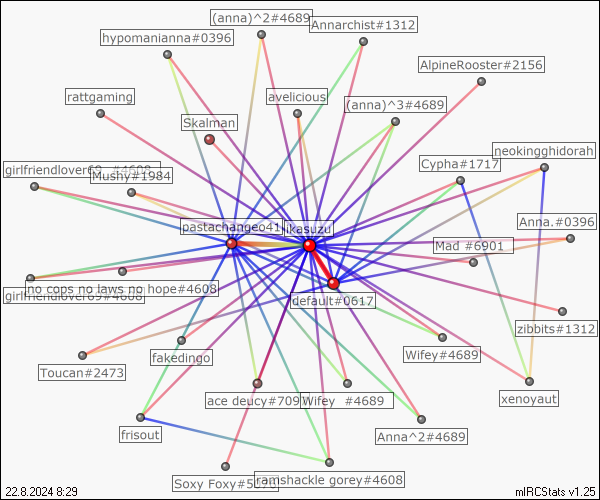 (anna)^2#4689
Annarchist#1312
hypomanianna#0396
AlpineRooster#2156
rattgaming
avelicious
(anna)^3#4689
Skalman
geokingghidorah
Cypha#1717
girlfriendlover69 #4608
Mushy#1984
Anna.#0396
pastachangeo41
ikasuzu
Mad #6901
no cops no laws no hope#4608
girlfriendlover69#4608
default#0617
zibbits#1312
Wifey#4689
fakedingo
Toucan#2473
ace deucy#709
Wifey #4689
xenoyaut
frisout
Anna^2#4689
Soxy Foxy
ramshackle gorey#4608
22.8.2024 8:29
mIRCStats v1.25